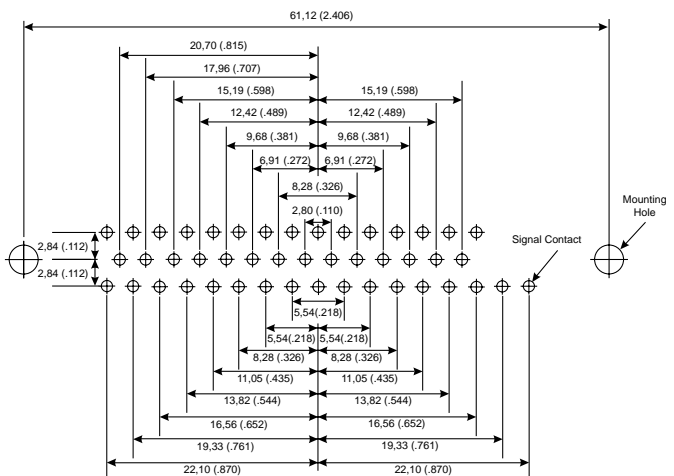 61,12 (2.406)
20,70 (.815)
17,96 (.707)
15,19 (.598) 15,19 (.598)
12,42 (.489) 12,42 (.489)
9,68 (.381) 9,68 (.381)
6,91 (.272) 6,91 (.272)
8,28 (.326)
2,80 (.110)
Mounting
Hole
Signal Contact
2,84 (.112)
2,84 (.112)
5,54(.218)
5,54(.218) 5,54(.218)
8,28 (.326) 8,28 (.326)
11,05 (.435) 11,05 (.435)
13,82 (.544) 13,82 (.544)
16,56 (.652) 16,56 (.652)
19,33 (.761) 19,33 (.761)
22,10 (.870) 22,10 (.870)